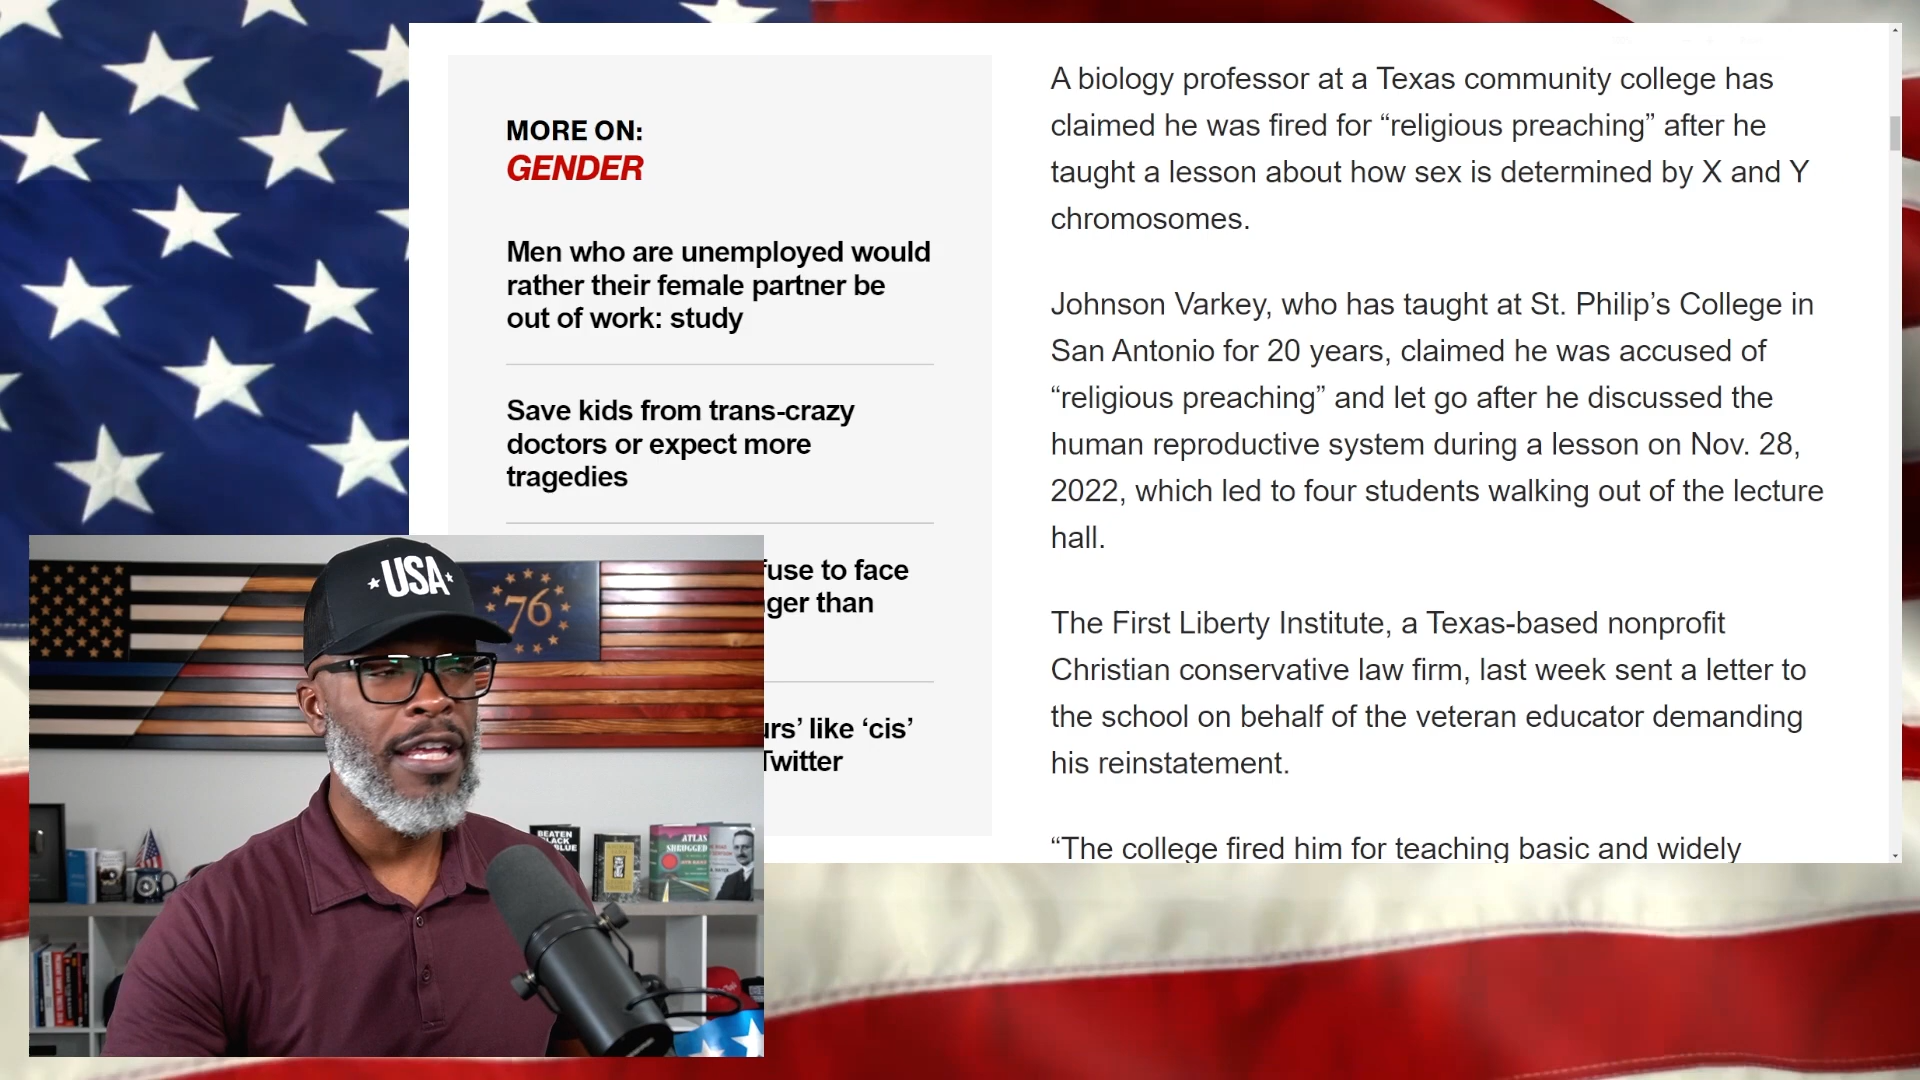 MORE ON:
GENDER
Men who are unemployed would
rather their female partner be
out of work: study
Save kids from trans-crazy
doctors or expect more
tragedies
fuse to face
ger than
urs’ like ‘cis’
Twitter
A biology professor at a Texas community college has
claimed he was fired for “religious preaching” after he
taught a lesson about how sex is determined by X and Y
chromosomes.
Johnson Varkey, who has taught at St. Philip’s College in
San Antonio for 20 years, claimed he was accused of
“religious preaching” and let go after he discussed the
human reproductive system during a lesson on Nov. 28,
2022, which led to four students walking out of the lecture
hall.
The First Liberty Institute, a Texas-based nonprofit
Christian conservative law firm, last week sent a letter to
the school on behalf of the veteran educator demanding
his reinstatement.
“The college fired him for teaching basic and widely
USA
76
BEATEN
BLACK
BLUE
ATLAS
SHRUGGED